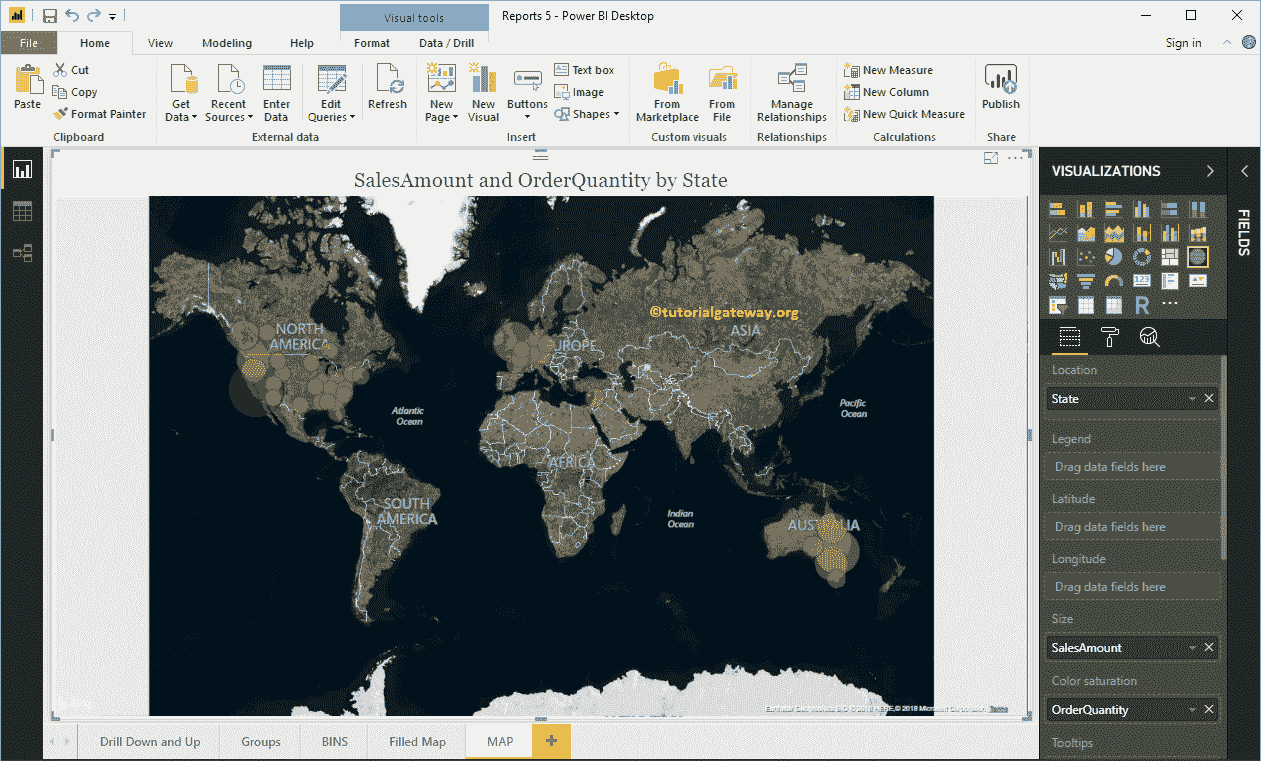 Visual tools
Reports 5 - Power BI Desktop
File
Home
View
Modeling
Help
Format
Data / Drill
Sign in
Paste
Cut
Copy
Format Painter
Clipboard
Get Data
Recent Sources
Enter Data
Edit Queries
Refresh
External data
New Page
New Visual
Buttons
Text box
Image
Shapes
Insert
From Marketplace
From File
Custom visuals
Manage Relationships
Relationships
New Measure
New Column
New Quick Measure
Calculations
Publish
Share
SalesAmount and OrderQuantity by State
©tutorialgateway.org
NORTH
AMERICA
ASIA
Atlantic
Ocean
Pacific
Ocean
AFRICA
SOUTH
AMERICA
Indian
Ocean
VISUALIZATIONS
123
R
FIELDS
Location
State
Legend
Drag data fields here
Latitude
Drag data fields here
Longitude
Drag data fields here
Size
SalesAmount
Color saturation
OrderQuantity
Tooltips
Drill Down and Up
Groups
BINS
Filled Map
MAP